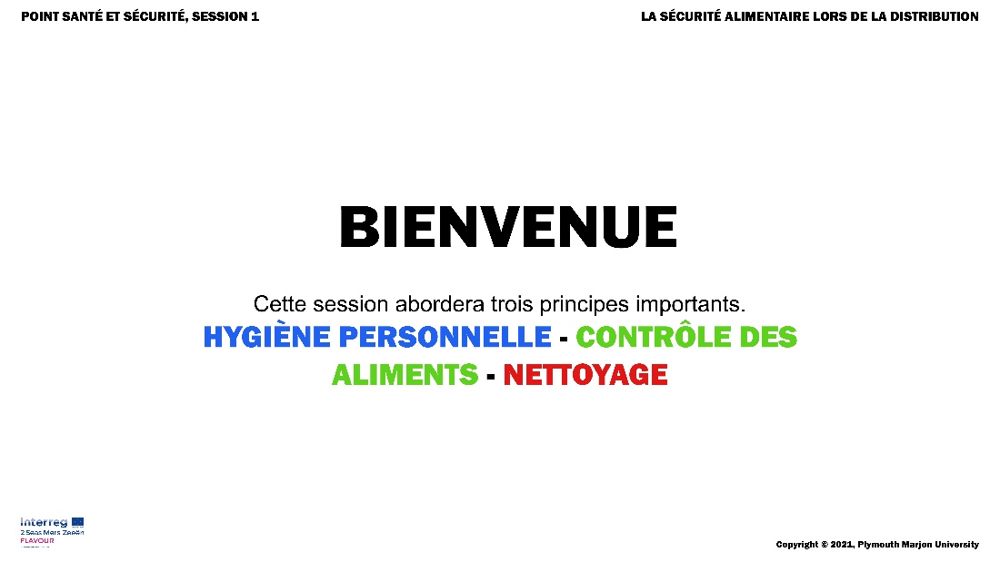 POINT SANTÉ ET SÉCURITÉ, SESSION 1
LA SÉCURITÉ ALIMENTAIRE LORS DE LA DISTRIBUTION
BIENVENUE
Cette session abordera trois principes importants.
HYGIÈNE PERSONNELLE - CONTRÔLE DES
ALIMENTS - NETTOYAGE
Interreg
2 Seas Mers Zeeën
FLAVOUR
Copyright © 2021, Plymouth Marjon University